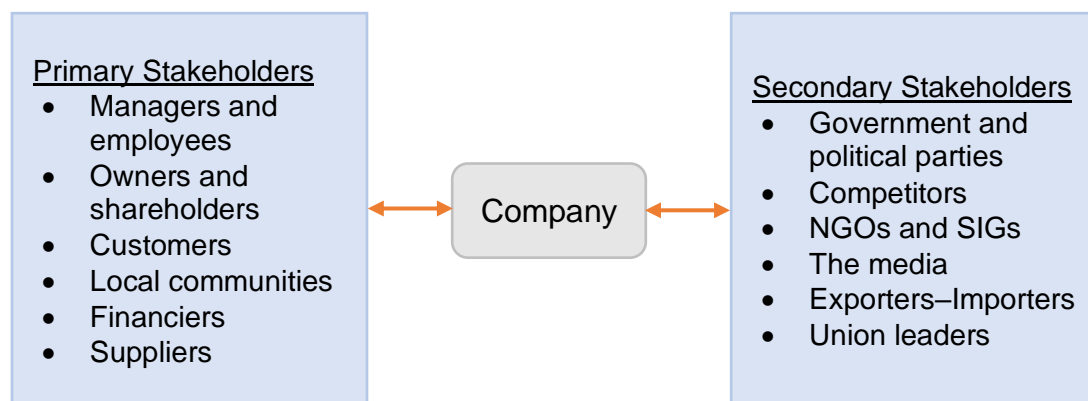 Primary Stakeholders
• Managers and
employees
• Owners and
shareholders
• Customers
• Local communities
• Financiers
• Suppliers
Company
Secondary Stakeholders
• Government and
political parties
• Competitors
• NGOs and SIGs
• The media
• Exporters–Importers
• Union leaders